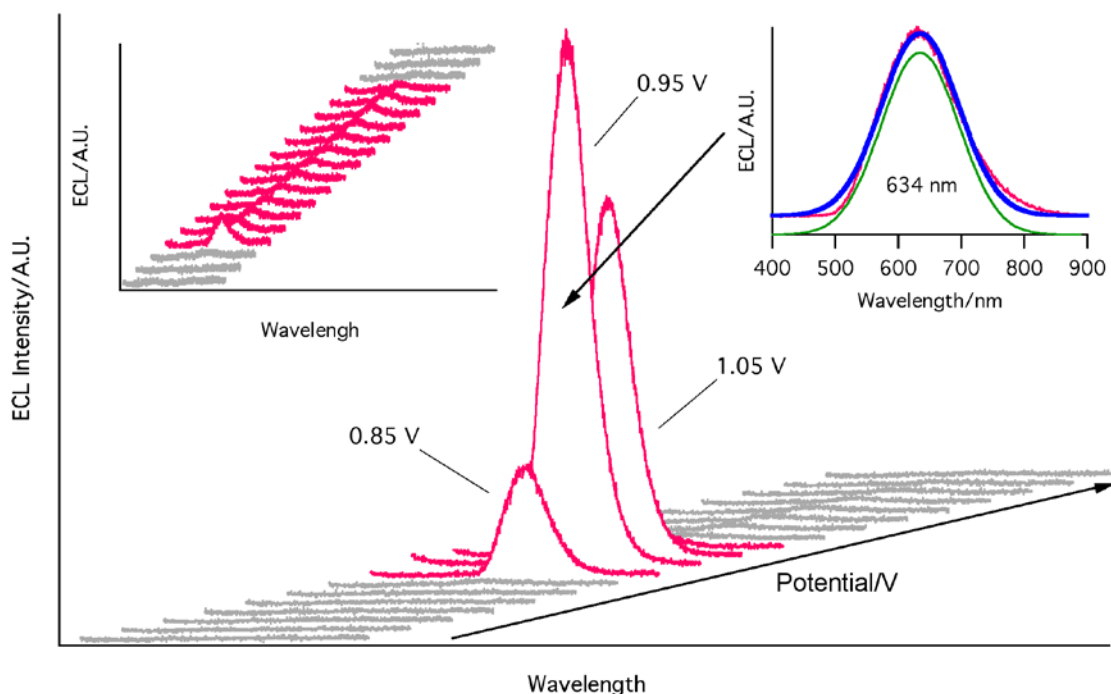 ECL Intensity/A.U.
ECL/A.U.
Wavelengh
0.95 V
ECL/A.U.
634 nm
400 500 600 700 800 900
Wavelength/nm
1.05 V
0.85 V
Potential/V
Wavelength